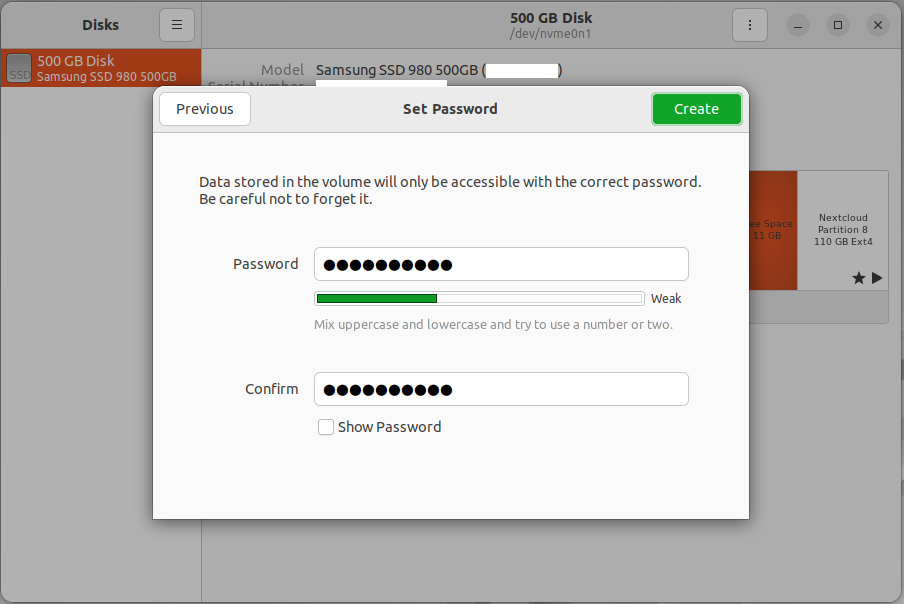 Disks
500 GB Disk
/dev/nvme0n1
500 GB Disk
Samsung SSD 980 500GB
SSD
Model Samsung SSD 980 500GB ( )
Serial Number
Previous
Set Password
Create
Data stored in the volume will only be accessible with the correct password.
Be careful not to forget it.
Password ●●●●●●●●●●
Weak
Mix uppercase and lowercase and try to use a number or two.
Confirm ●●●●●●●●●●
Show Password
Space
11 GB
Nextcloud
Partition 8
110 GB Ext4